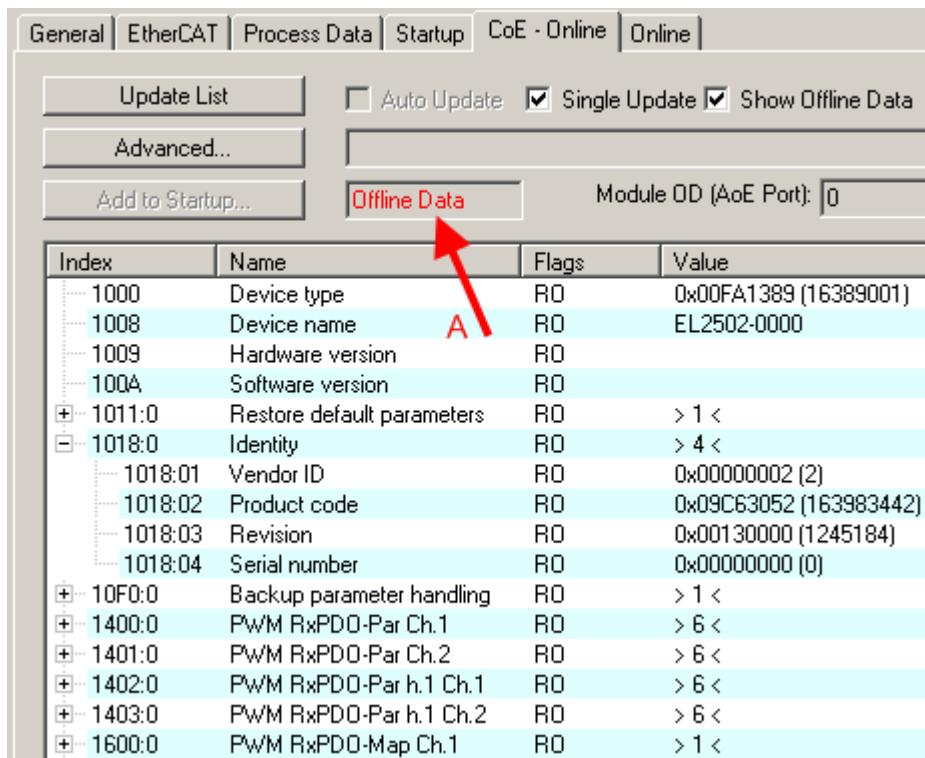 General EtherCAT Process Data Startup CoE - Online Online
Update List Auto Update Single Update Show Offline Data
Advanced...
Add to Startup... Offline Data Module OD (AoE Port): 0
Index Name Flags Value
1000 Device type RO 0x00FA1389 (16389001)
1008 Device name RO EL2502-0000
A
1009 Hardware version RO
100A Software version RO
1011:0 Restore default parameters RO > 1 <
1018:0 Identity RO > 4 <
1018:01 Vendor ID RO 0x00000002 (2)
1018:02 Product code RO 0x09C63052 (163983442)
1018:03 Revision RO 0x00130000 (1245184)
1018:04 Serial number RO 0x00000000 (0)
10F0:0 Backup parameter handling RO > 1 <
1400:0 PWM RxPDO-Par Ch.1 RO > 6 <
1401:0 PWM RxPDO-Par Ch.2 RO > 6 <
1402:0 PWM RxPDO-Par h.1 Ch.1 RO > 6 <
1403:0 PWM RxPDO-Par h.1 Ch.2 RO > 6 <
1600:0 PWM RxPDO-Map Ch.1 RO > 1 <